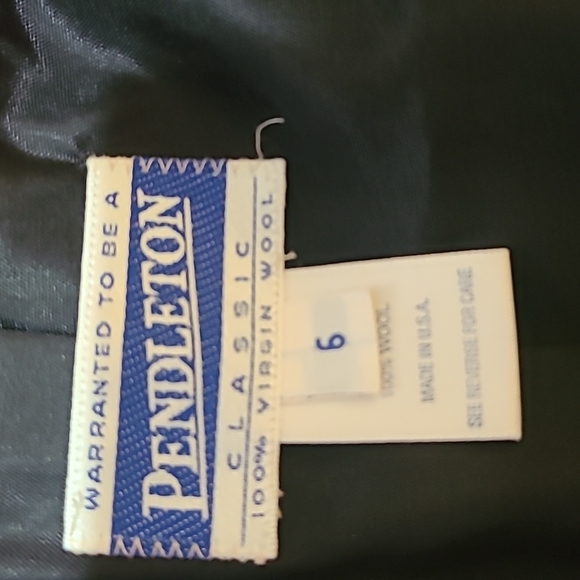 WARRANTED TO BE A
PENDLETON
CLASSIC
100% VIRGIN WOOL
6
100% WOOL
MADE IN U.S.A.
SEE REVERSE FOR CARE